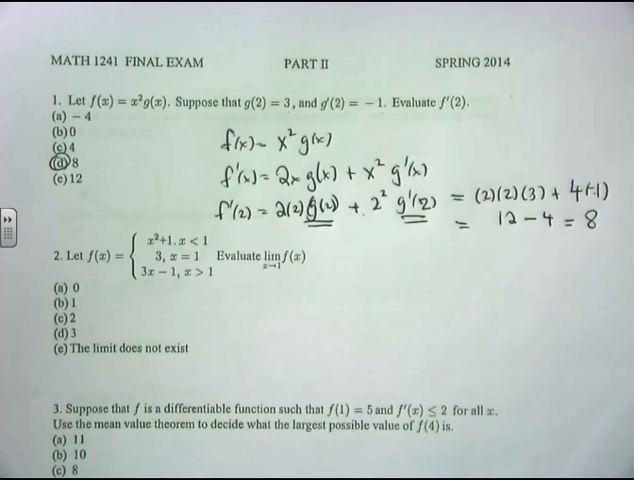 MATH 1241 FINAL EXAM PART II SPRING 2014
1. Let f(x) = x²g(x). Suppose that g(2) = 3, and g′(2) = − 1. Evaluate f′(2).
(a) − 4
(b) 0
(c) 4
(d) 8
(e) 12
f(x) = x² g(x)
f′(x) = 2x g(x) + x² g′(x)
f′(2) = 2(2) g(2) + 2² g′(2) = (2)(2)(3) + 4(-1)
= 12 − 4 = 8
2. Let f(x) = { x²+1. x < 1
3, x = 1
3x − 1, x > 1
Evaluate lim x→1 f(x)
(a) 0
(b) 1
(c) 2
(d) 3
(e) The limit does not exist
3. Suppose that f is a differentiable function such that f(1) = 5 and f′(x) ≤ 2 for all x.
Use the mean value theorem to decide what the largest possible value of f(4) is.
(a) 11
(b) 10
(c) 8